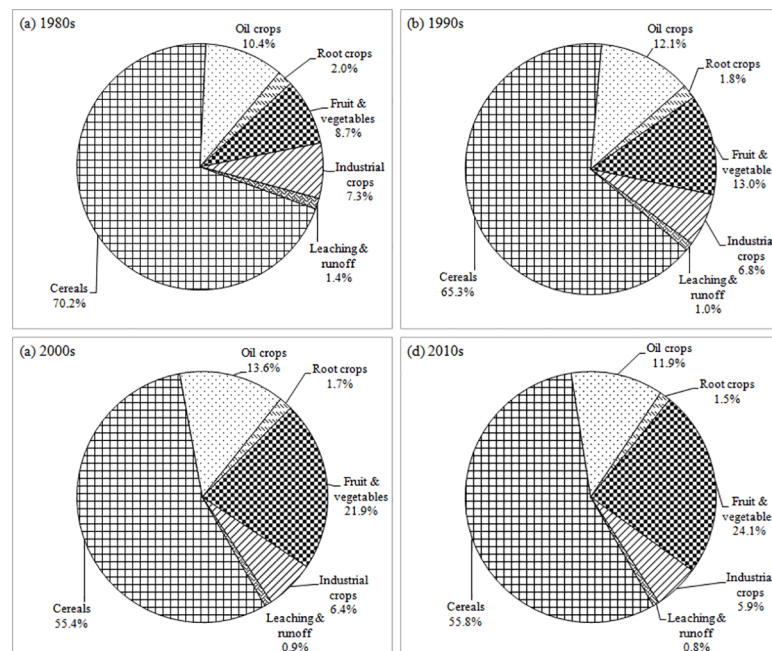 (a) 1980s
Oil crops
10.4%
Root crops
2.0%
Fruit &
vegetables
8.7%
Industrial
crops
7.3%
Leaching &
runoff
1.4%
Cereals
70.2%
(b) 1990s
Oil crops
12.1%
Root crops
1.8%
Fruit &
vegetables
13.0%
Industrial
crops
6.8%
Leaching &
runoff
1.0%
Cereals
65.3%
(a) 2000s
Oil crops
13.6%
Root crops
1.7%
Fruit &
vegetables
21.9%
Industrial
crops
6.4%
Leaching &
runoff
0.9%
Cereals
55.4%
(d) 2010s
Oil crops
11.9%
Root crops
1.5%
Fruit &
vegetables
24.1%
Industrial
crops
5.9%
Leaching &
runoff
0.8%
Cereals
55.8%